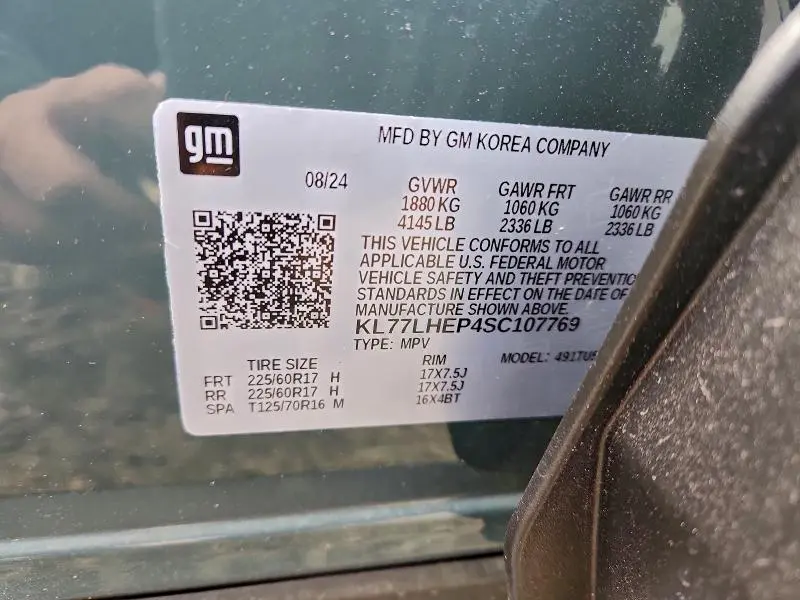 gm
MFD BY GM KOREA COMPANY
08/24 GVWR GAWR FRT GAWR RR
1880 KG 1060 KG 1060 KG
4145 LB 2336 LB 2336 LB
THIS VEHICLE CONFORMS TO ALL
APPLICABLE U.S. FEDERAL MOTOR
VEHICLE SAFETY AND THEFT PREVENTIO
STANDARDS IN EFFECT ON THE DATE OF
MANUFACTURE SHOWN ABOVE.
KL77LHEP4SC107769
TYPE: MPV
TIRE SIZE RIM MODEL: 491TU5
FRT 225/60R17 H 17X7.5J
RR 225/60R17 H 17X7.5J
SPA T125/70R16 M 16X4BT